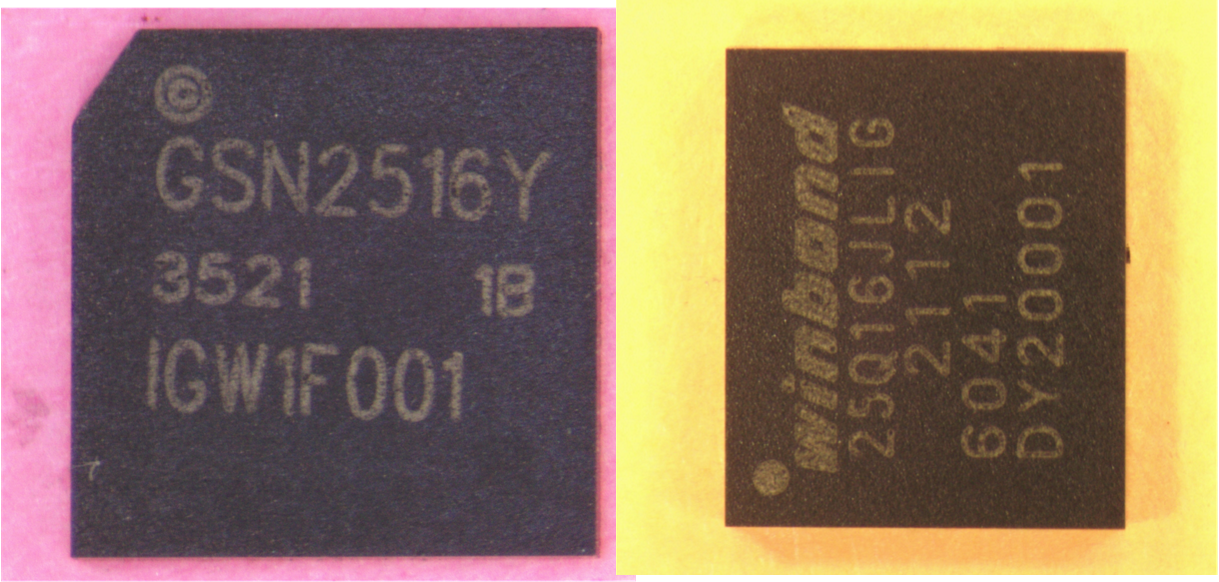 ©
GSN2516Y
3521 1B
IGW1F001
winbond
25Q16JLIG
2112
6041
DY20001